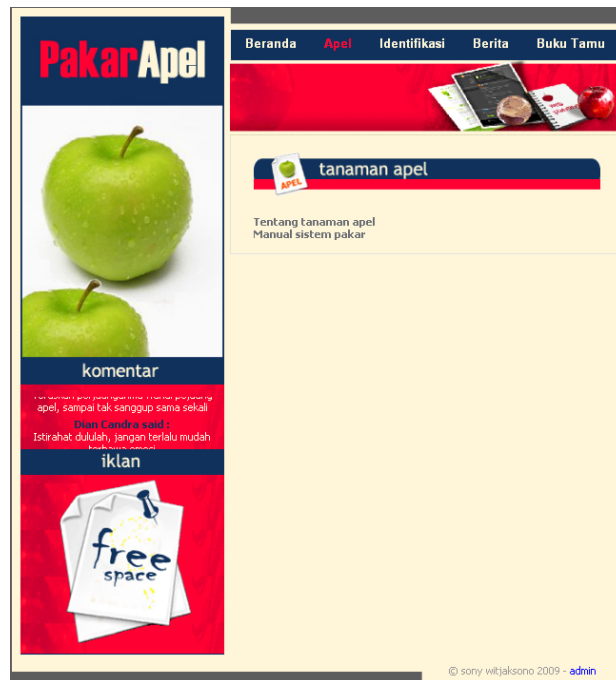 PakarApel
Beranda Apel Identifikasi Berita Buku Tamu
APEL
tanaman apel
Tentang tanaman apel
Manual sistem pakar
komentar
apel, sampai tak sanggup sama sekali
Dian Candra said :
Istirahat dululah, jangan terlalu mudah
terbawa emosi
iklan
free
space
© sony witjaksono 2009 - admin